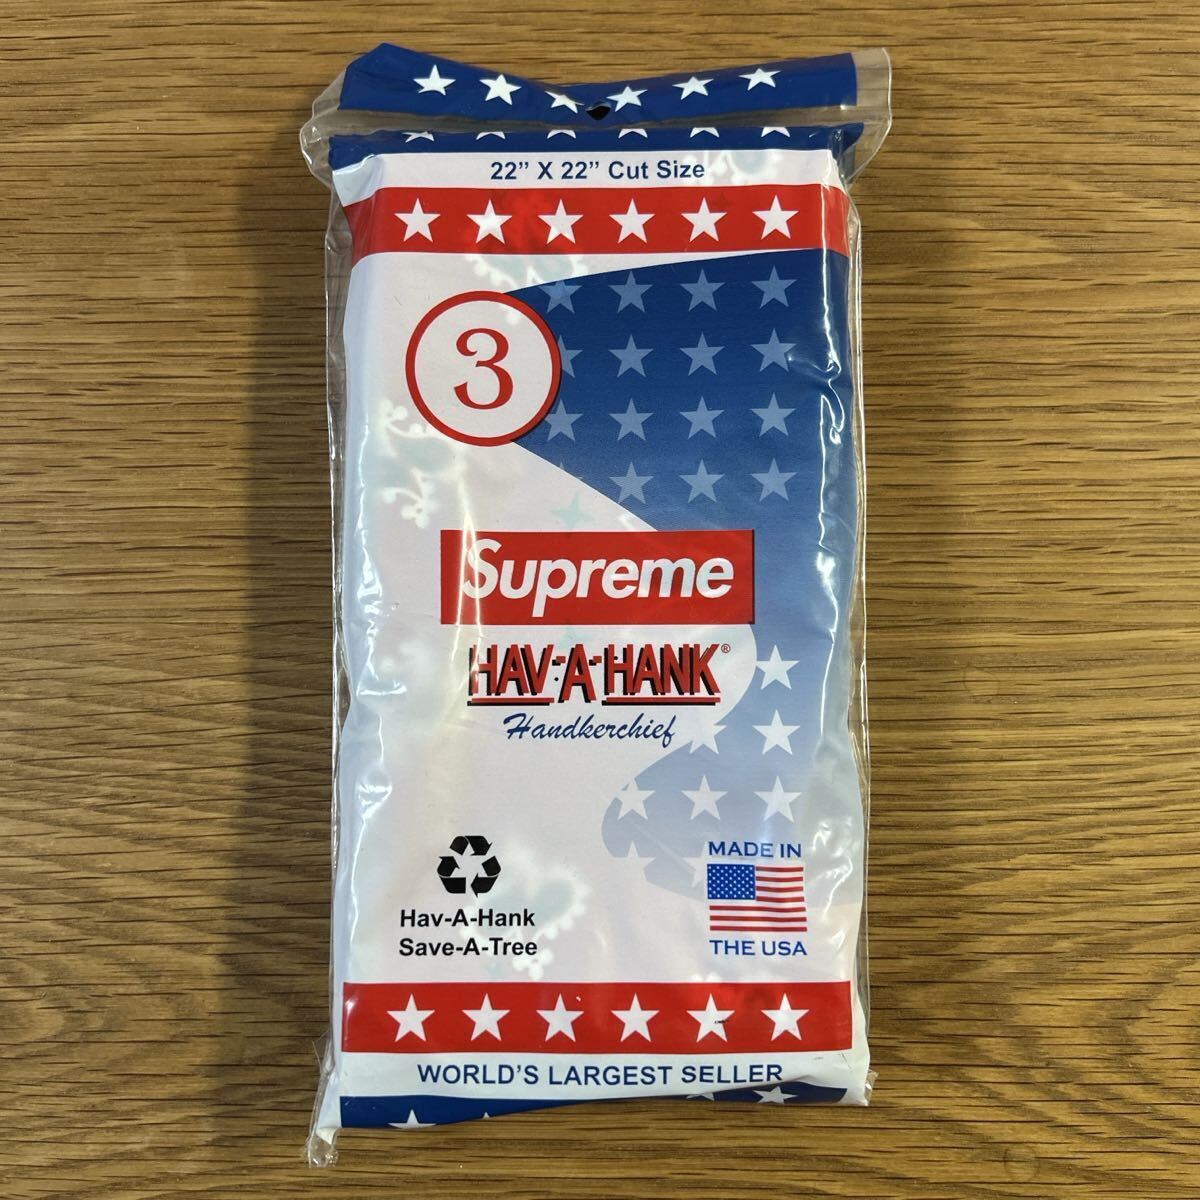 22” X 22” Cut Size
3
Supreme
HAV-A-HANK®
Handkerchief
MADE IN
THE USA
Hav-A-Hank
Save-A-Tree
WORLD’S LARGEST SELLER